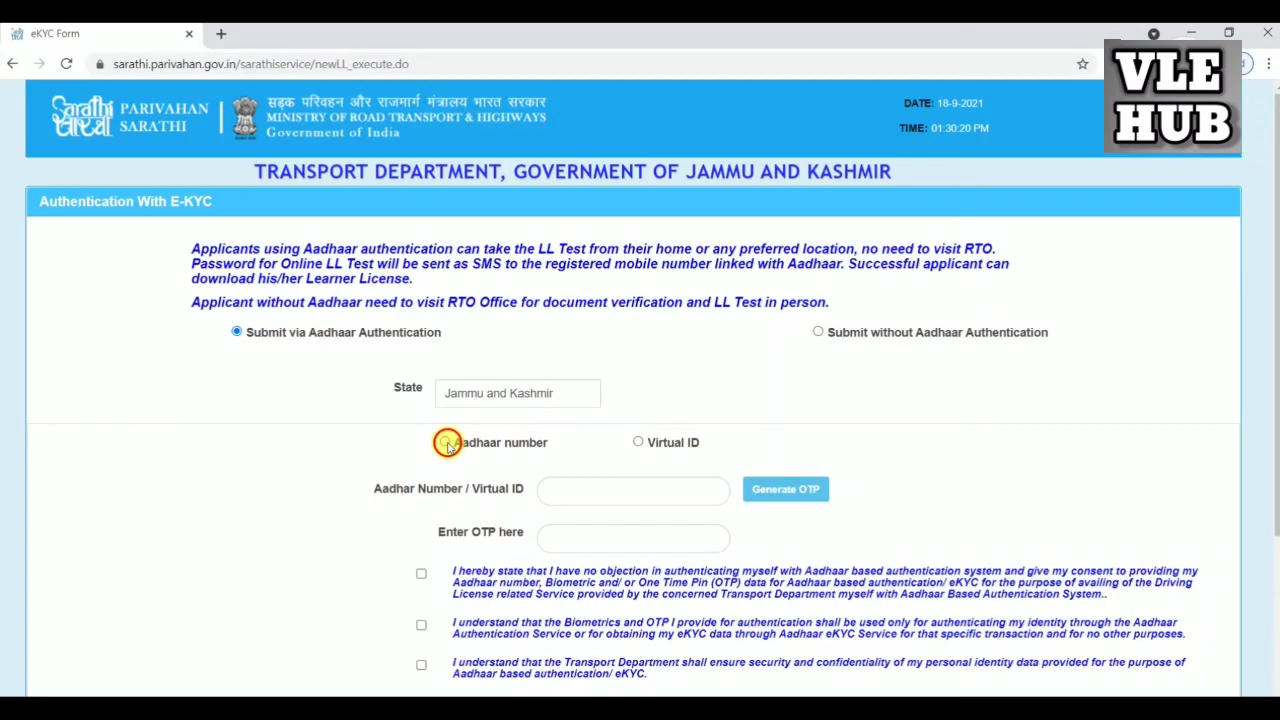 eKYC Form
sarathi.parivahan.gov.in/sarathiservice/newLL_execute.do
VLE
HUB
Sarathi
सारथी
PARIVAHAN
SARATHI
सड़क परिवहन और राजमार्ग मंत्रालय भारत सरकार
MINISTRY OF ROAD TRANSPORT & HIGHWAYS
Government of India
DATE: 18-9-2021
TIME: 01:30:20 PM
TRANSPORT DEPARTMENT, GOVERNMENT OF JAMMU AND KASHMIR
Authentication With E-KYC
Applicants using Aadhaar authentication can take the LL Test from their home or any preferred location, no need to visit RTO.
Password for Online LL Test will be sent as SMS to the registered mobile number linked with Aadhaar. Successful applicant can
download his/her Learner License.
Applicant without Aadhaar need to visit RTO Office for document verification and LL Test in person.
Submit via Aadhaar Authentication
Submit without Aadhaar Authentication
State
Jammu and Kashmir
Aadhaar number
Virtual ID
Aadhar Number / Virtual ID
Generate OTP
Enter OTP here
I hereby state that I have no objection in authenticating myself with Aadhaar based authentication system and give my consent to providing my
Aadhaar number, Biometric and/ or One Time Pin (OTP) data for Aadhaar based authentication/ eKYC for the purpose of availing of the Driving
License related Service provided by the concerned Transport Department myself with Aadhaar Based Authentication System..
I understand that the Biometrics and OTP I provide for authentication shall be used only for authenticating my identity through the Aadhaar
Authentication Service or for obtaining my eKYC data through Aadhaar eKYC Service for that specific transaction and for no other purposes.
I understand that the Transport Department shall ensure security and confidentiality of my personal identity data provided for the purpose of
Aadhaar based authentication/ eKYC.